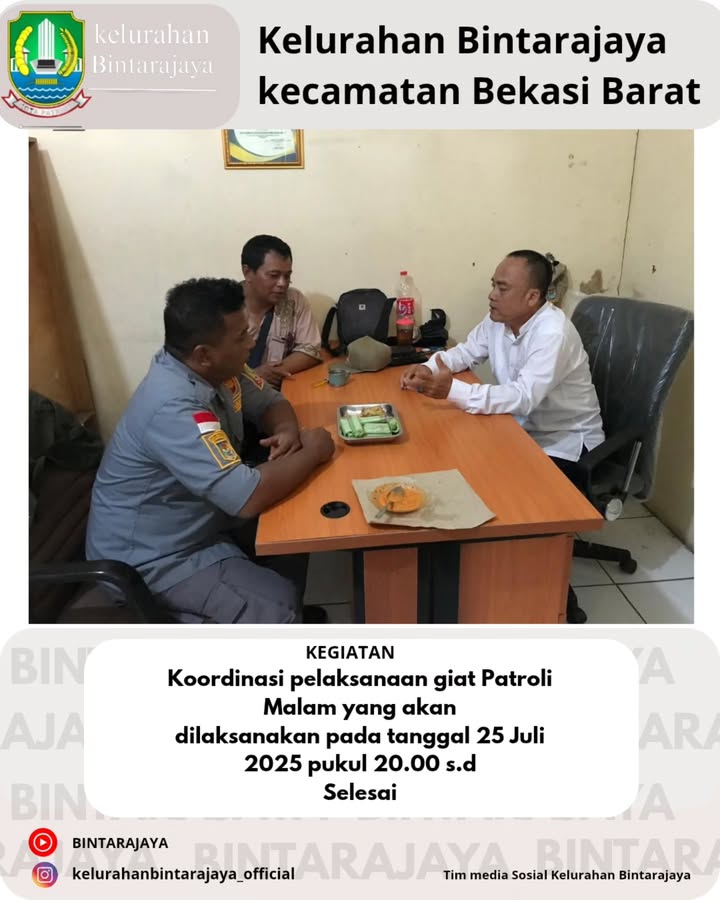 kelurahan
Bintarajaya
Kelurahan Bintarajaya
kecamatan Bekasi Barat
KEGIATAN
Koordinasi pelaksanaan giat Patroli
Malam yang akan
dilaksanakan pada tanggal 25 Juli
2025 pukul 20.00 s.d
Selesai
BINTARAJAYA
kelurahanbintarajaya_official
Tim media Sosial Kelurahan Bintarajaya